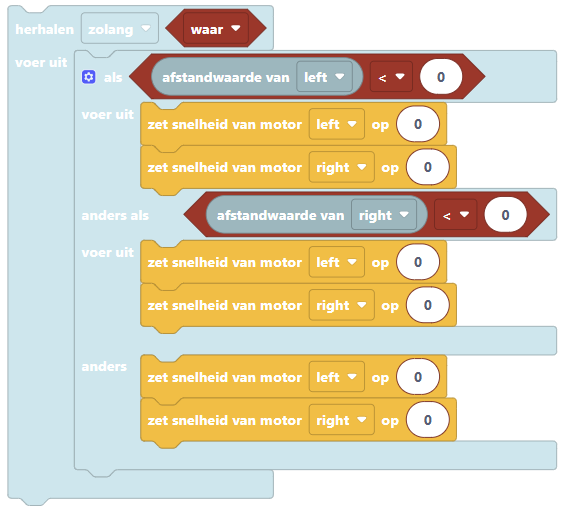 herhalen zolang waar
voer uit
als afstandwaarde van left < 0
voer uit zet snelheid van motor left op 0
zet snelheid van motor right op 0
anders als afstandwaarde van right < 0
voer uit zet snelheid van motor left op 0
zet snelheid van motor right op 0
anders zet snelheid van motor left op 0
zet snelheid van motor right op 0